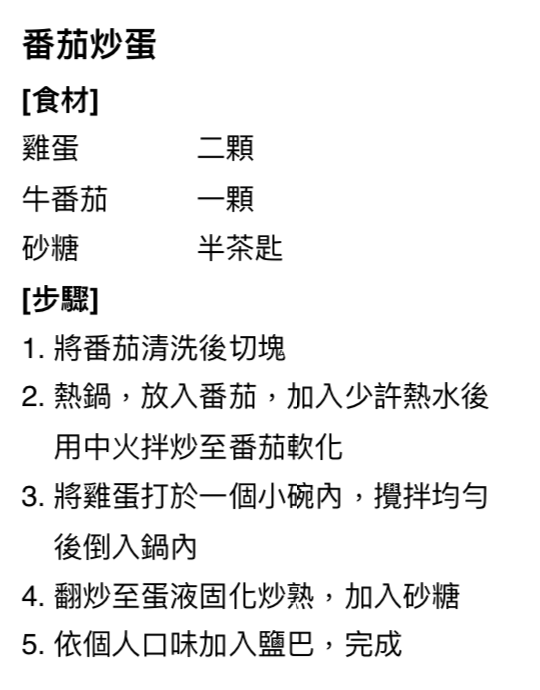 番茄炒蛋
[食材]
雞蛋 二顆
牛番茄 一顆
砂糖 半茶匙
[步驟]
1. 將番茄清洗後切塊
2. 熱鍋，放入番茄，加入少許熱水後
用中火拌炒至番茄軟化
3. 將雞蛋打於一個小碗內，攪拌均勻
後倒入鍋內
4. 翻炒至蛋液固化炒熟，加入砂糖
5. 依個人口味加入鹽巴，完成